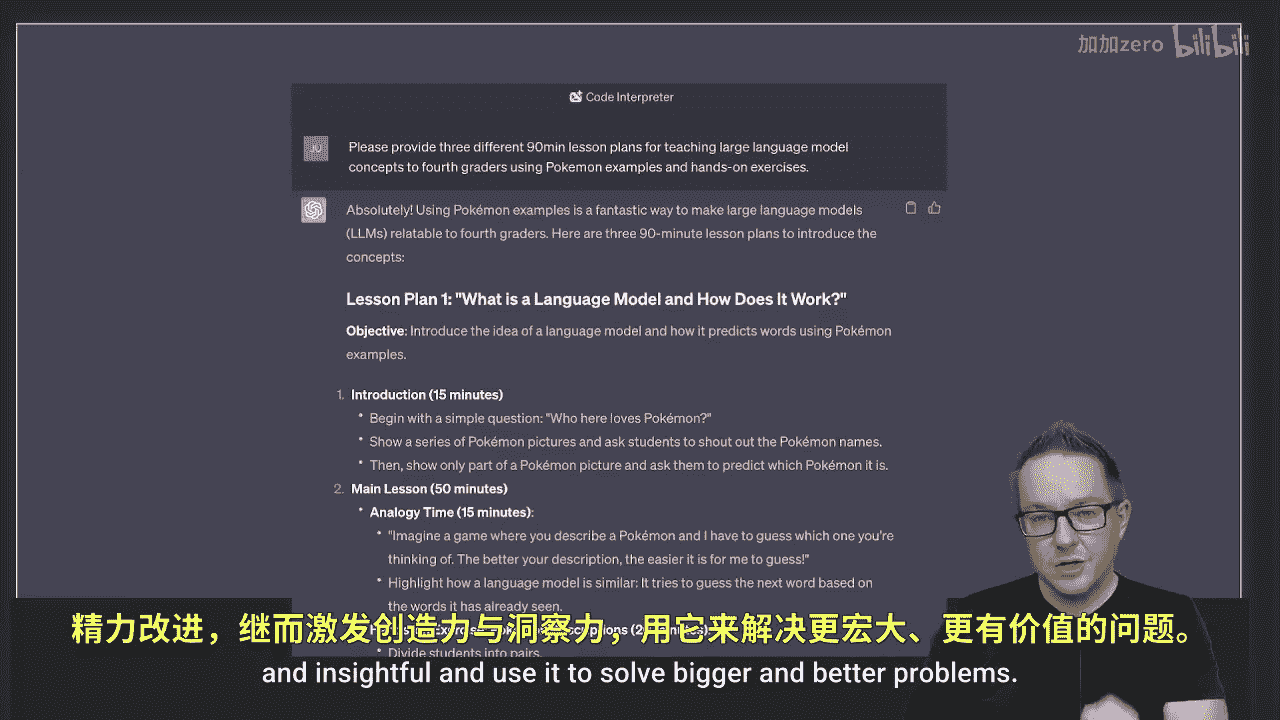 加加zero bilibili
Code Interpreter
Please provide three different 90min lesson plans for teaching large language model
concepts to fourth graders using Pokemon examples and hands-on exercises.
Absolutely! Using Pokémon examples is a fantastic way to make large language models
(LLMs) relatable to fourth graders. Here are three 90-minute lesson plans to introduce the
concepts:
Lesson Plan 1: "What is a Language Model and How Does It Work?"
Objective: Introduce the idea of a language model and how it predicts words using Pokémon
examples.
1. Introduction (15 minutes)
• Begin with a simple question: "Who here loves Pokémon?"
• Show a series of Pokémon pictures and ask students to shout out the Pokémon names.
• Then, show only part of a Pokémon picture and ask them to predict which Pokémon it is.
2. Main Lesson (50 minutes)
• Analogy Time (15 minutes):
• "Imagine a game where you describe a Pokémon and I have to guess which one you're
thinking of. The better your description, the easier it is for me to guess!"
• Highlight how a language model is similar: It tries to guess the next word based on
the words it has already seen.
精力改进，继而激发创造力与洞察力，用它来解决更宏大、更有价值的问题。
• Divide students into pairs.
and insightful and use it to solve bigger and better problems.